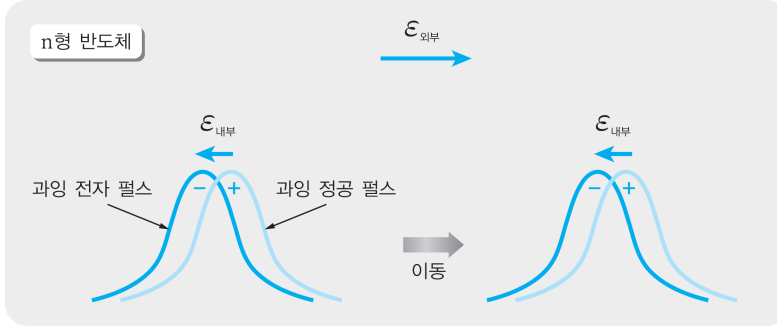 n형 반도체
ε외부
ε내부
ε내부
과잉 전자 펄스
− +
과잉 정공 펄스
− +
이동